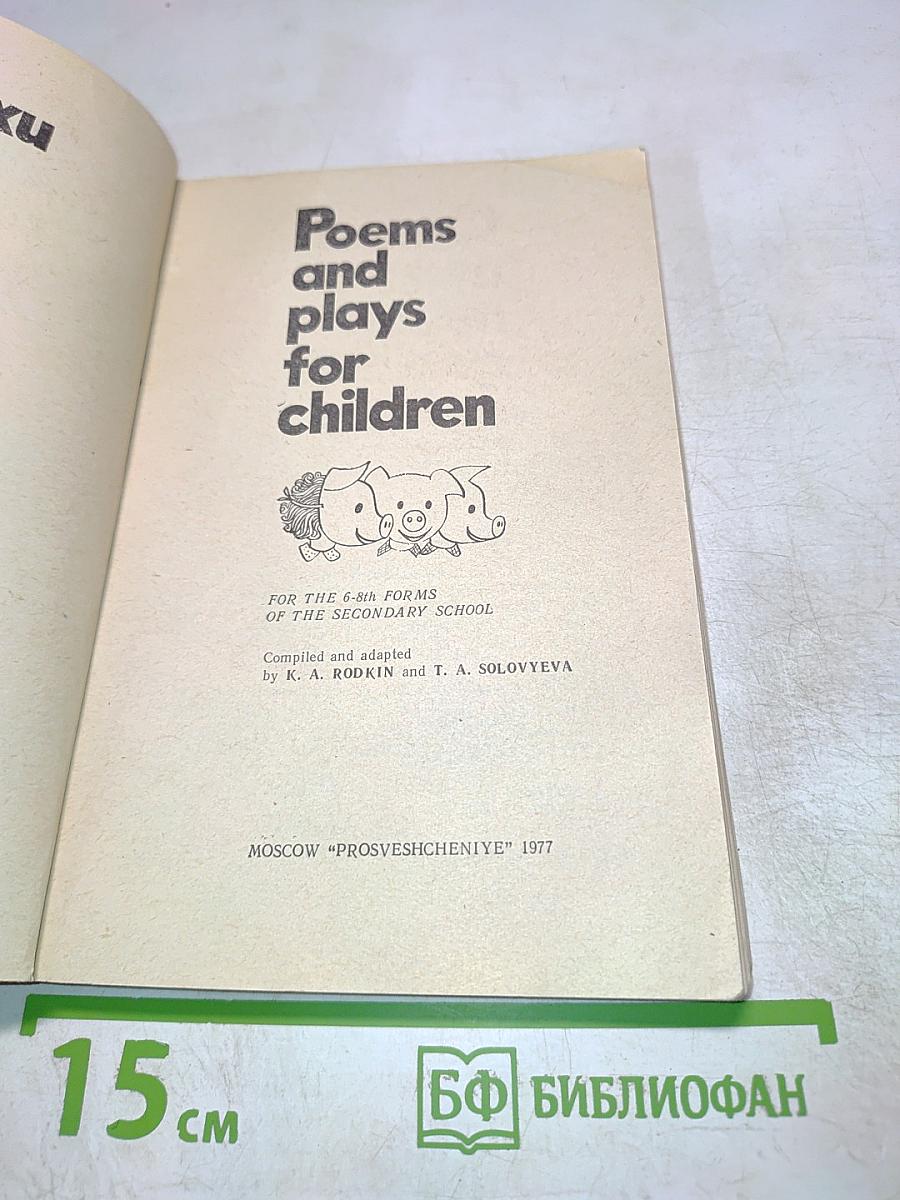 Poems
and
plays
for
children
FOR THE 6-8th FORMS
OF THE SECONDARY SCHOOL
Compiled and adapted
by K. A. RODKIN and T. A. SOLOVYEVA
MOSCOW "PROSVESHCHENIYE" 1977
15 см
БФ БИБЛИОФАН